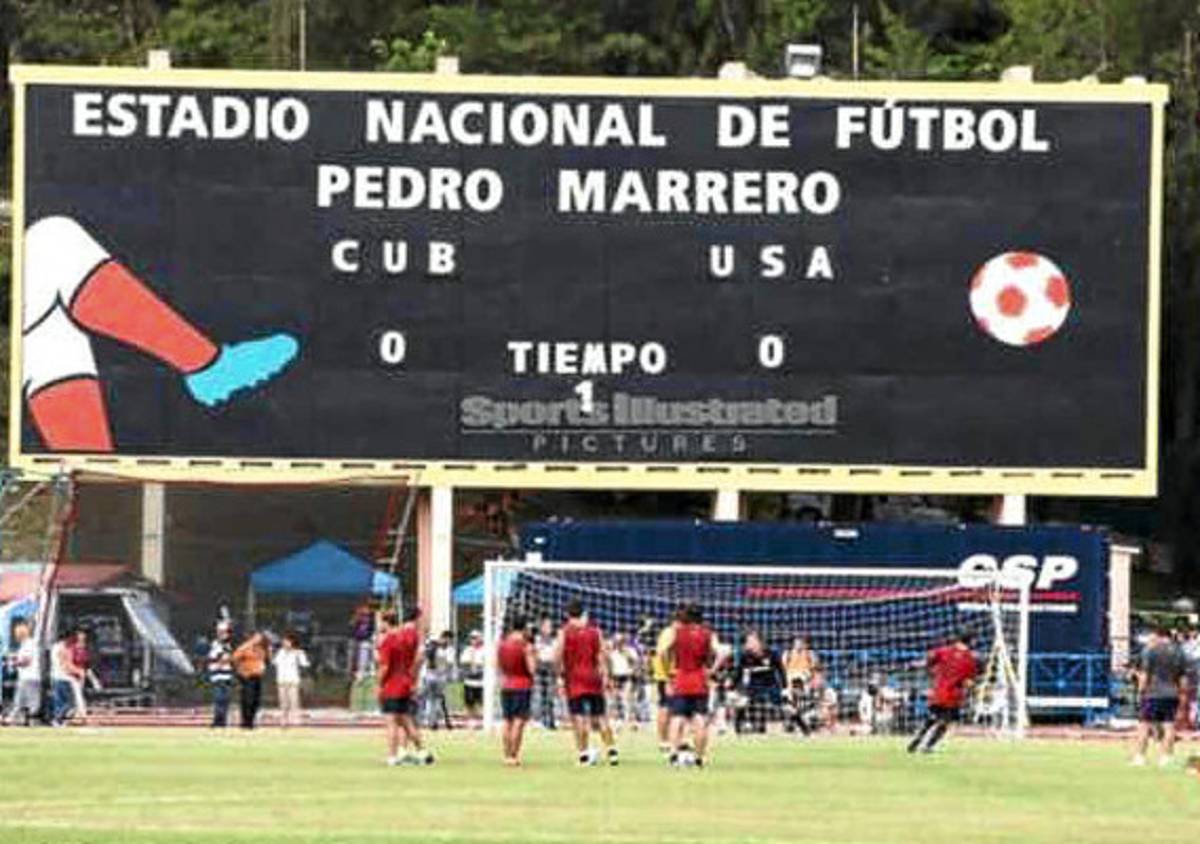 ESTADIO NACIONAL DE FÚTBOL
PEDRO MARRERO
CUB USA
0 TIEMPO 0
1
Sports Illustrated
PICTURES
CSP